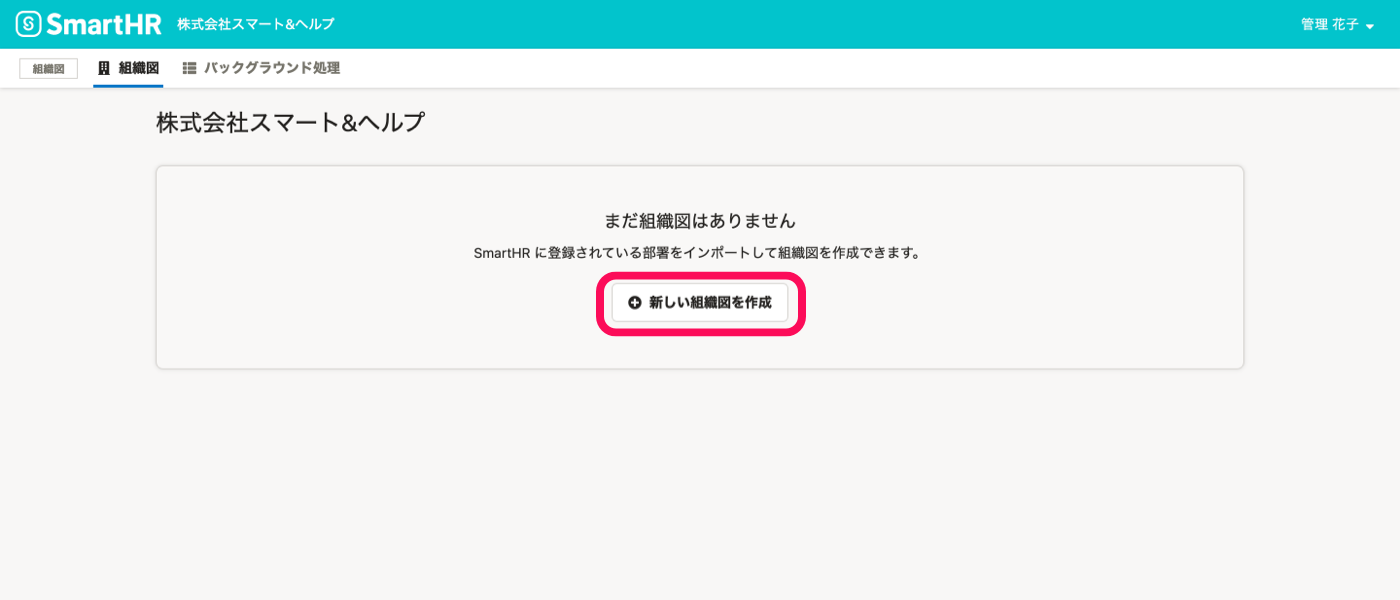 SmartHR 株式会社スマート&ヘルプ 管理 花子
組織図 組織図 バックグラウンド処理
株式会社スマート&ヘルプ
まだ組織図はありません
SmartHR に登録されている部署をインポートして組織図を作成できます。
新しい組織図を作成